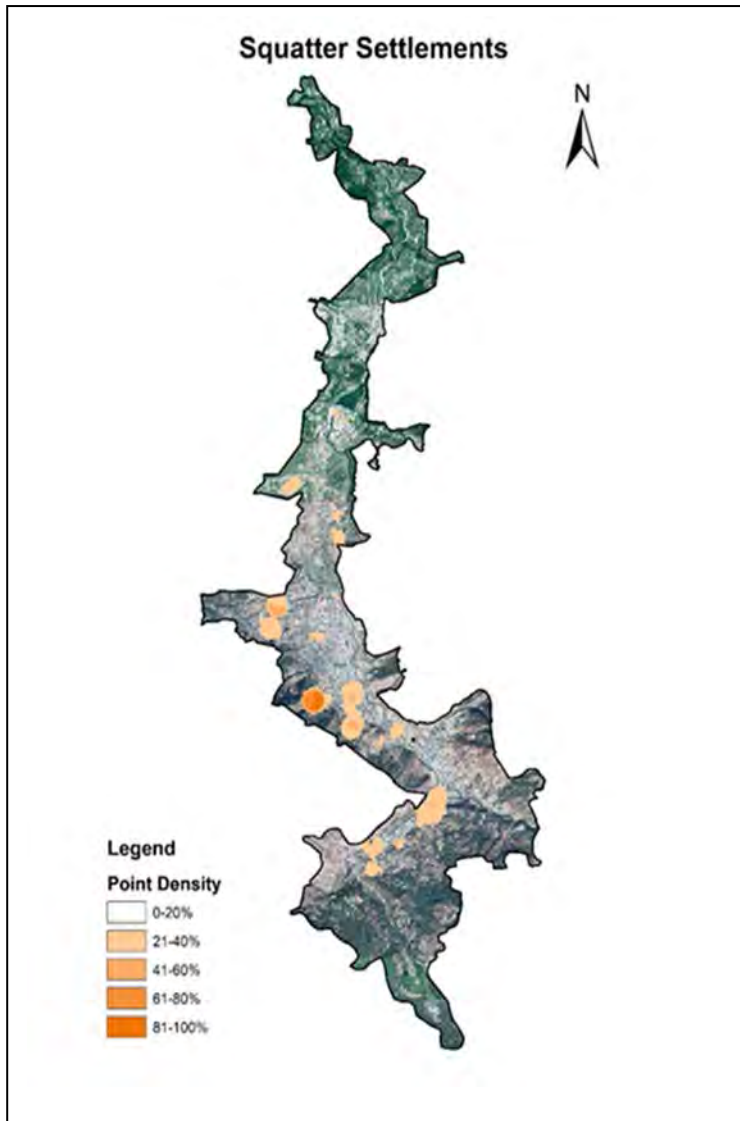 Squatter Settlements
N
Legend
Point Density
0-20%
21-40%
41-60%
61-80%
81-100%